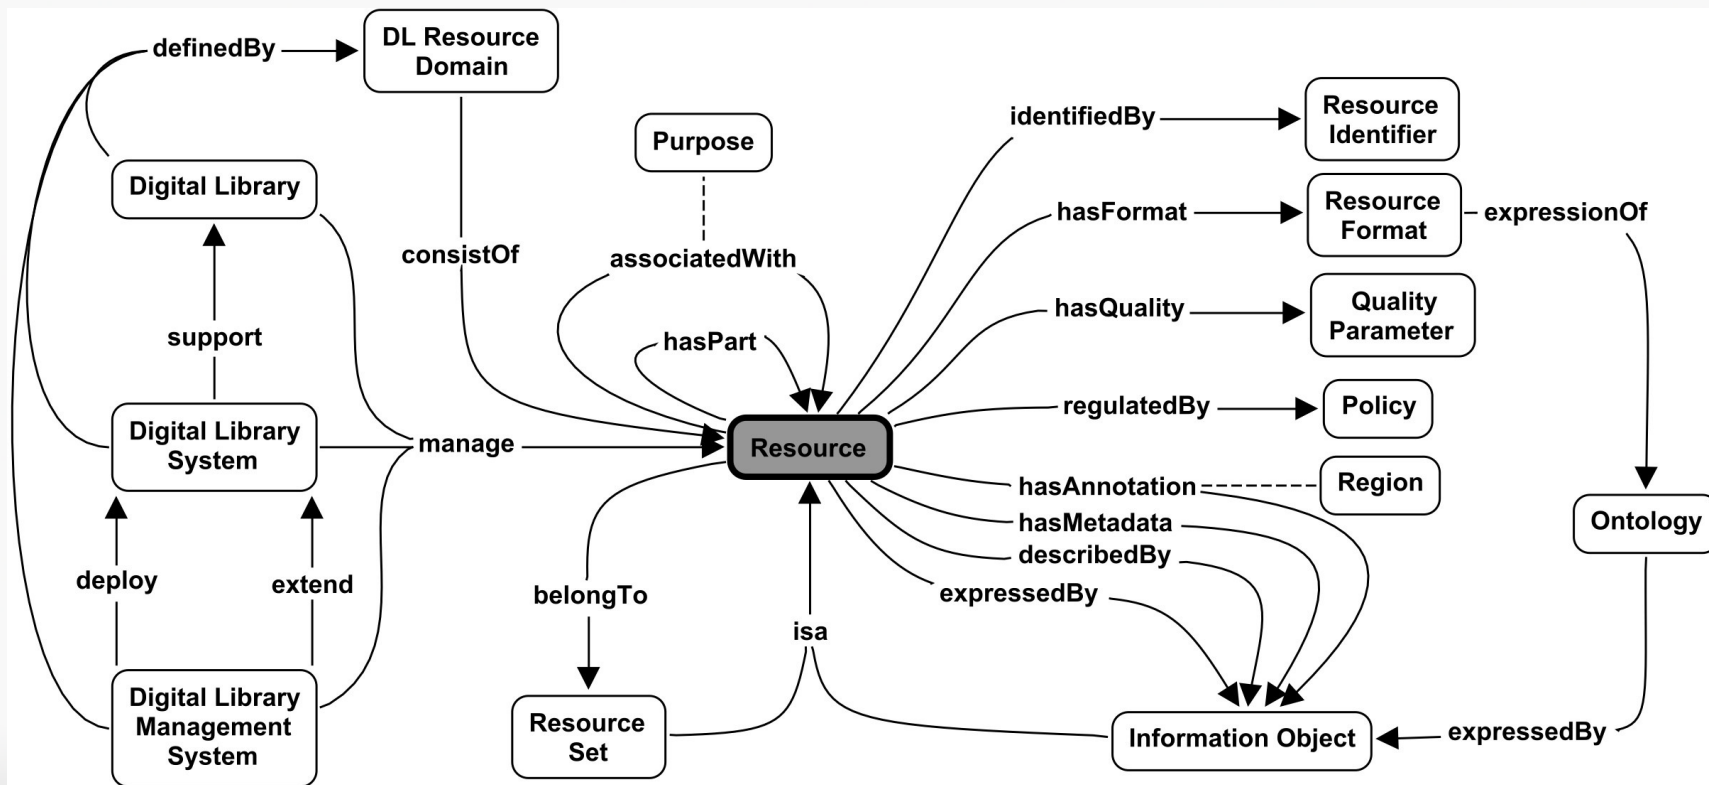 definedBy
DL Resource
Domain
Purpose
identifiedBy
Resource
Identifier
Digital Library
hasFormat
Resource
Format
expressionOf
consistOf
associatedWith
hasQuality
Quality
Parameter
support
hasPart
regulatedBy
Policy
Digital Library
System
manage
Resource
hasAnnotation
Region
hasMetadata
Ontology
describedBy
deploy
extend
belongTo
expressedBy
isa
Digital Library
Management
System
Resource
Set
Information Object
expressedBy